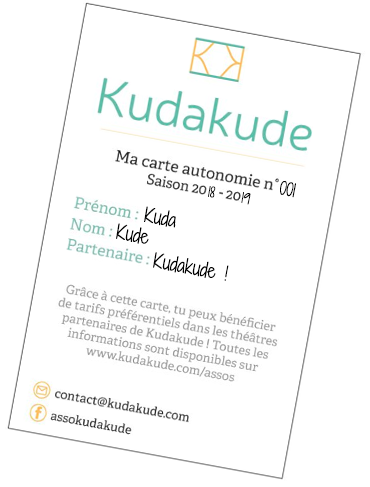 Kudakude
Ma carte autonomie n°001
Saison 2018 - 2019
Prénom : Kuda
Nom : Kude
Partenaire : Kudakude !
Grâce à cette carte, tu peux bénéficier
de tarifs préférentiels dans les théâtres
partenaires de Kudakude ! Toutes les
informations sont disponibles sur
www.kudakude.com/assos
contact@kudakude.com
assokudakude